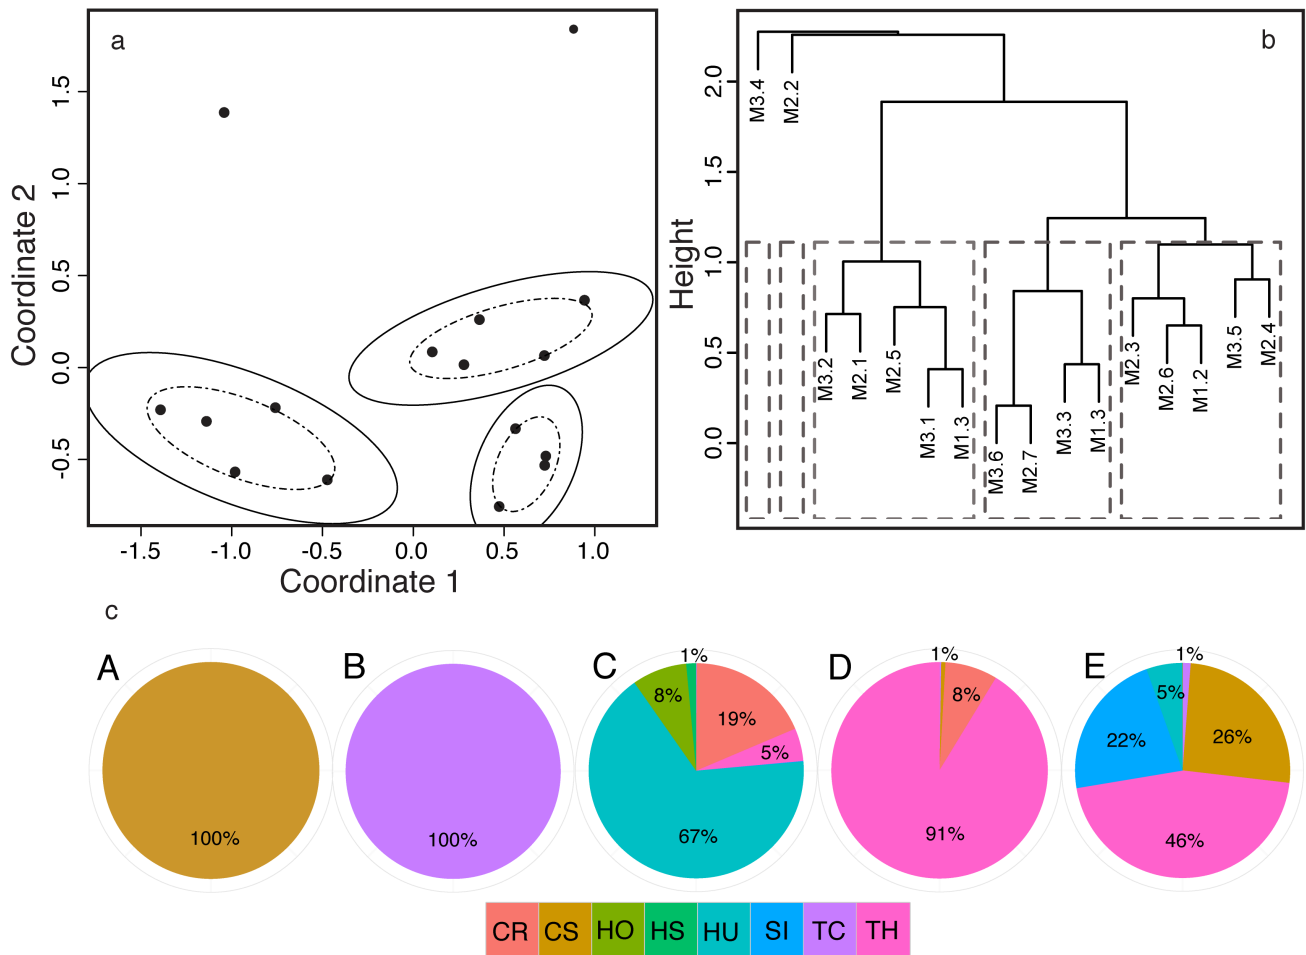 a
1.5
1.0
0.5
0.0
-0.5
Coordinate 2
-1.5 -1.0 -0.5 0.0 0.5 1.0
Coordinate 1
b
2.0
1.5
1.0
0.5
0.0
Height
M3.4
M2.2
M3.2
M2.1
M2.5
M3.1
M1.3
M3.6
M2.7
M3.3
M1.3
M2.3
M2.6
M1.2
M3.5
M2.4
c
A
100%
B
100%
C
1%
8%
19%
5%
67%
D
1%
8%
91%
E
1%
5%
22%
26%
46%
CR CS HO HS HU SI TC TH